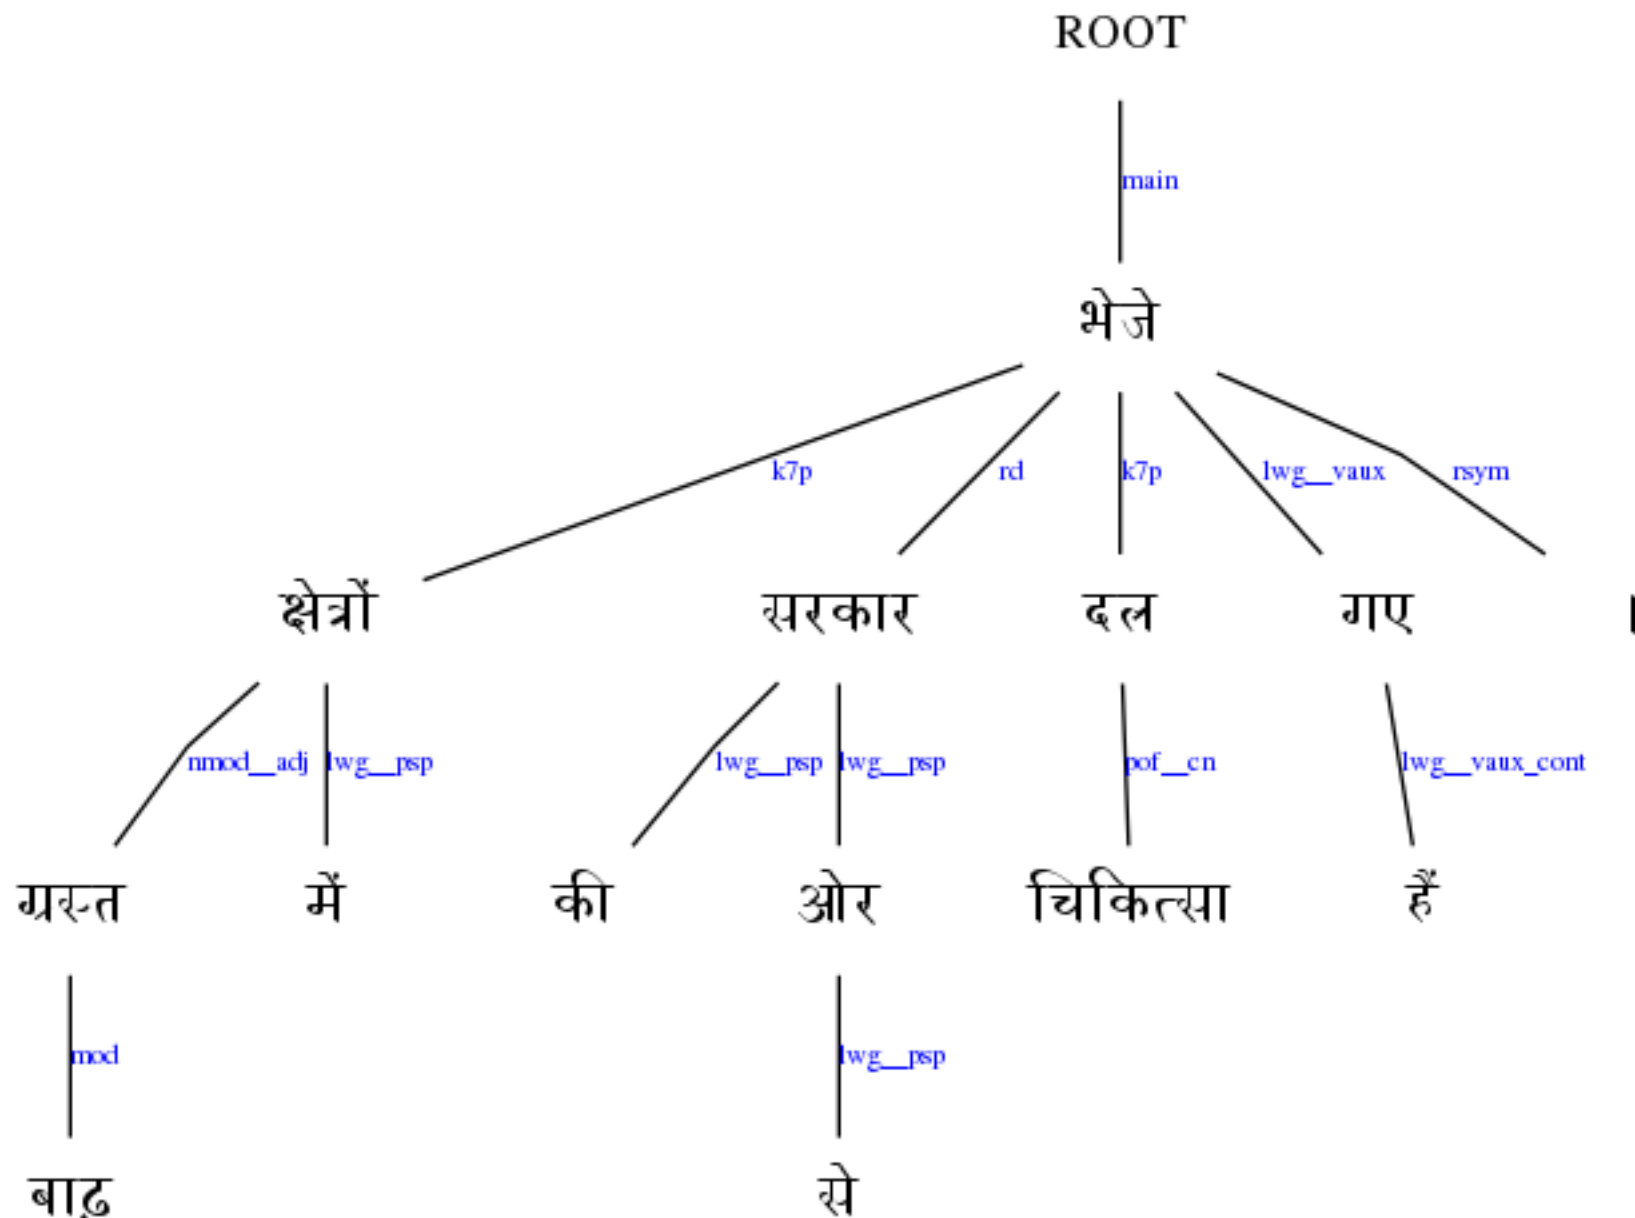 ROOT
main
भेजे
k7p rd k7p lwg__vaux rsym
क्षेत्रों सरकार दल गए ।
nmod__adj lwg__psp lwg__psp lwg__psp pof__cn lwg__vaux_cont
ग्रस्त में की ओर चिकित्सा हैं
mod lwg__psp
बाढ़ से